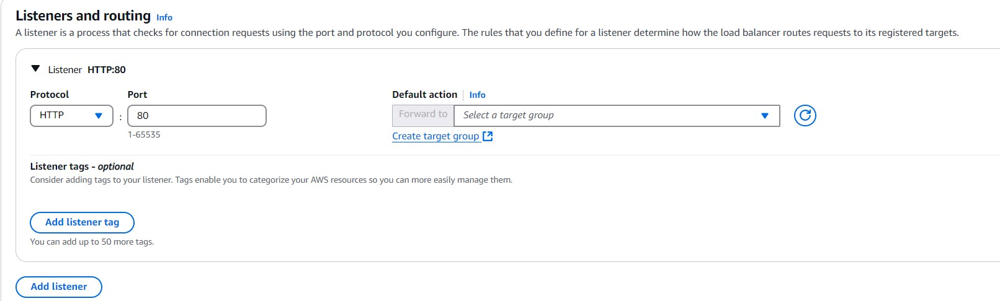 Listeners and routing Info
A listener is a process that checks for connection requests using the port and protocol you configure. The rules that you define for a listener determine how the load balancer routes requests to its registered targets.
Listener HTTP:80
Protocol Port Default action Info
HTTP : 80 Forward to Select a target group
1-65535 Create target group
Listener tags - optional
Consider adding tags to your listener. Tags enable you to categorize your AWS resources so you can more easily manage them.
Add listener tag
You can add up to 50 more tags.
Add listener